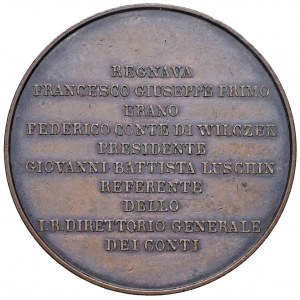 REGNAVA
FRANCESCO GIUSEPPE PRIMO
ERANO
FEDERICO CONTE DI WILCZEK
PRESIDENTE
GIOVANNI BATTISTA LUSCHIN
REFERENTE
DELLO
I.R. DIRETTORIO GENERALE
DEI CONTI